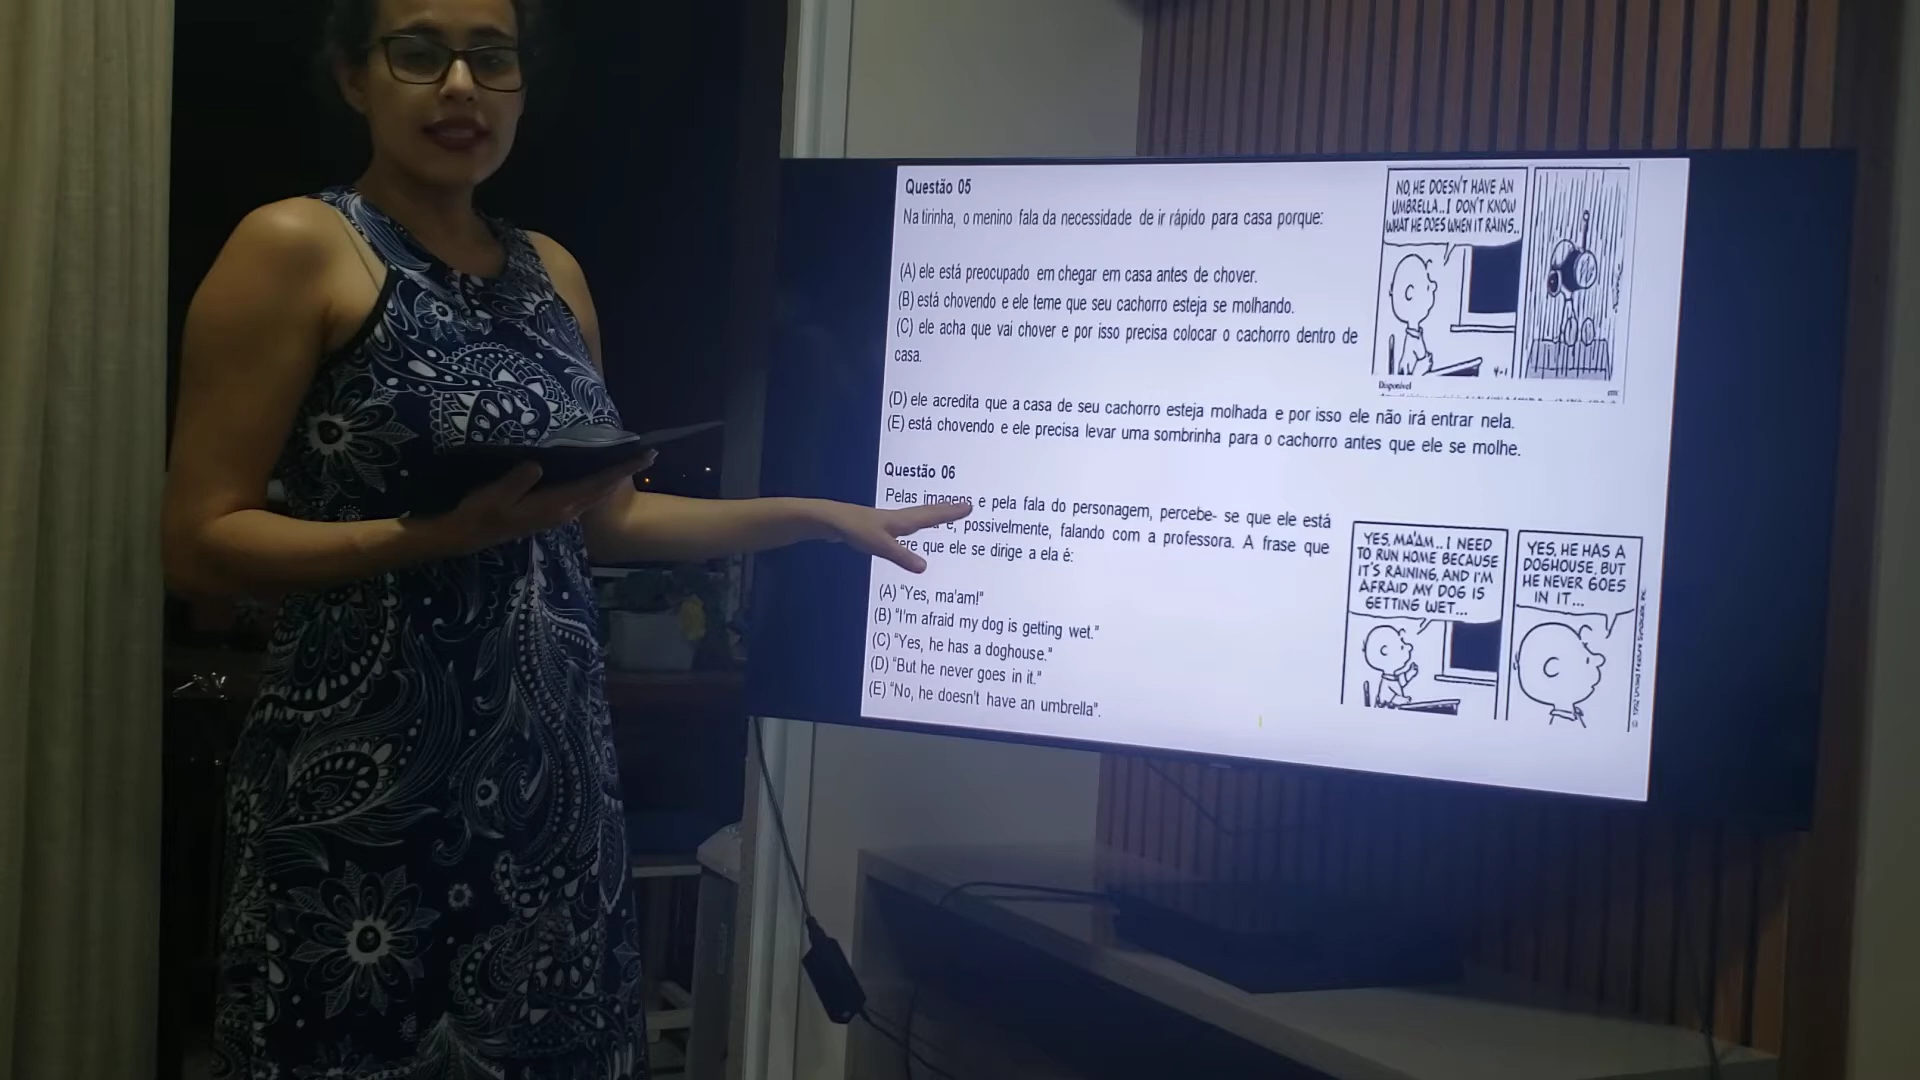 Questão 05
Na tirinha, o menino fala da necessidade de ir rápido para casa porque:
(A) ele está preocupado em chegar em casa antes de chover.
(B) está chovendo e ele teme que seu cachorro esteja se molhando.
(C) ele acha que vai chover e por isso precisa colocar o cachorro dentro de
casa.
(D) ele acredita que a casa de seu cachorro esteja molhada e por isso ele não irá entrar nela.
(E) está chovendo e ele precisa levar uma sombrinha para o cachorro antes que ele se molhe.
NO, HE DOESN'T HAVE AN
UMBRELLA.. I DON'T KNOW
WHAT HE DOES WHEN IT RAINS..
4-1
Disponível
Questão 06
Pelas imagens e pela fala do personagem, percebe- se que ele está
e, possivelmente, falando com a professora. A frase que
que ele se dirige a ela é:
(A) "Yes, ma'am!"
(B) "I'm afraid my dog is getting wet."
(C) "Yes, he has a doghouse."
(D) "But he never goes in it."
(E) "No, he doesn't have an umbrella".
YES, MA'AM.. I NEED
TO RUN HOME BECAUSE
IT'S RAINING, AND I'M
AFRAID MY DOG IS
GETTING WET...
YES, HE HAS A
DOGHOUSE, BUT
HE NEVER GOES
IN IT...
© 1992 United Feature Syndicate, Inc.